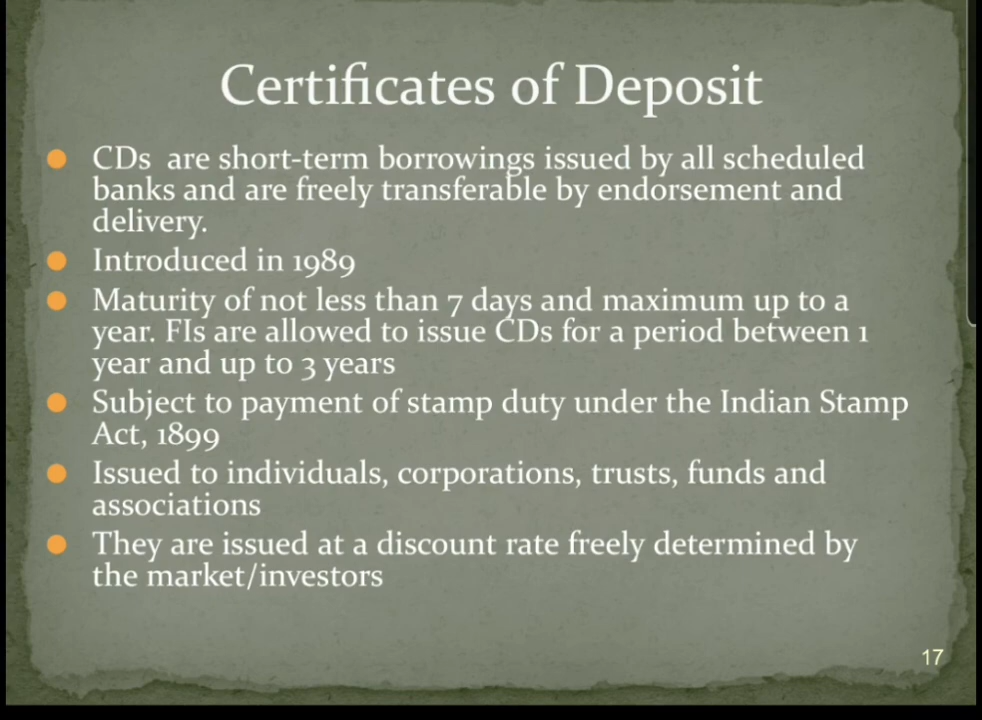 Certificates of Deposit
CDs are short-term borrowings issued by all scheduled
banks and are freely transferable by endorsement and
delivery.
Introduced in 1989
Maturity of not less than 7 days and maximum up to a
year. FIs are allowed to issue CDs for a period between 1
year and up to 3 years
Subject to payment of stamp duty under the Indian Stamp
Act, 1899
Issued to individuals, corporations, trusts, funds and
associations
They are issued at a discount rate freely determined by
the market/investors
17